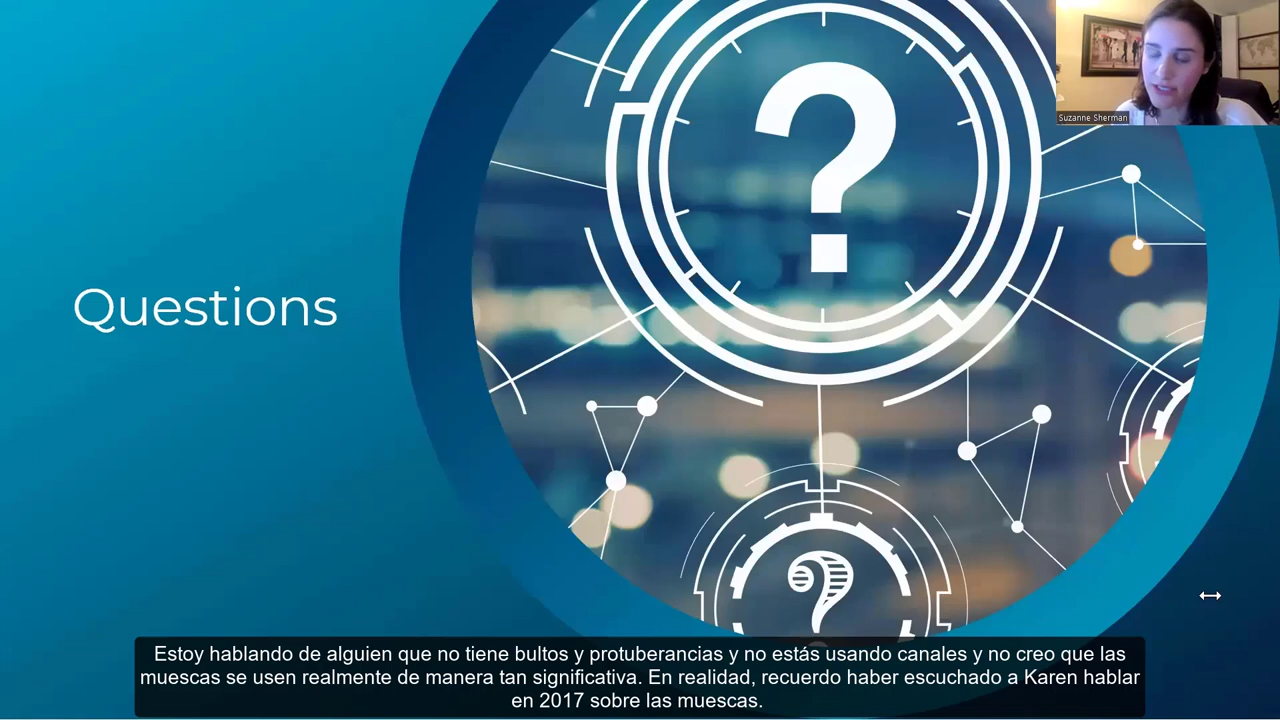 Suzanne Sherman
Questions
Estoy hablando de alguien que no tiene bultos y protuberancias y no estás usando canales y no creo que las
muescas se usen realmente de manera tan significativa. En realidad, recuerdo haber escuchado a Karen hablar
en 2017 sobre las muescas.